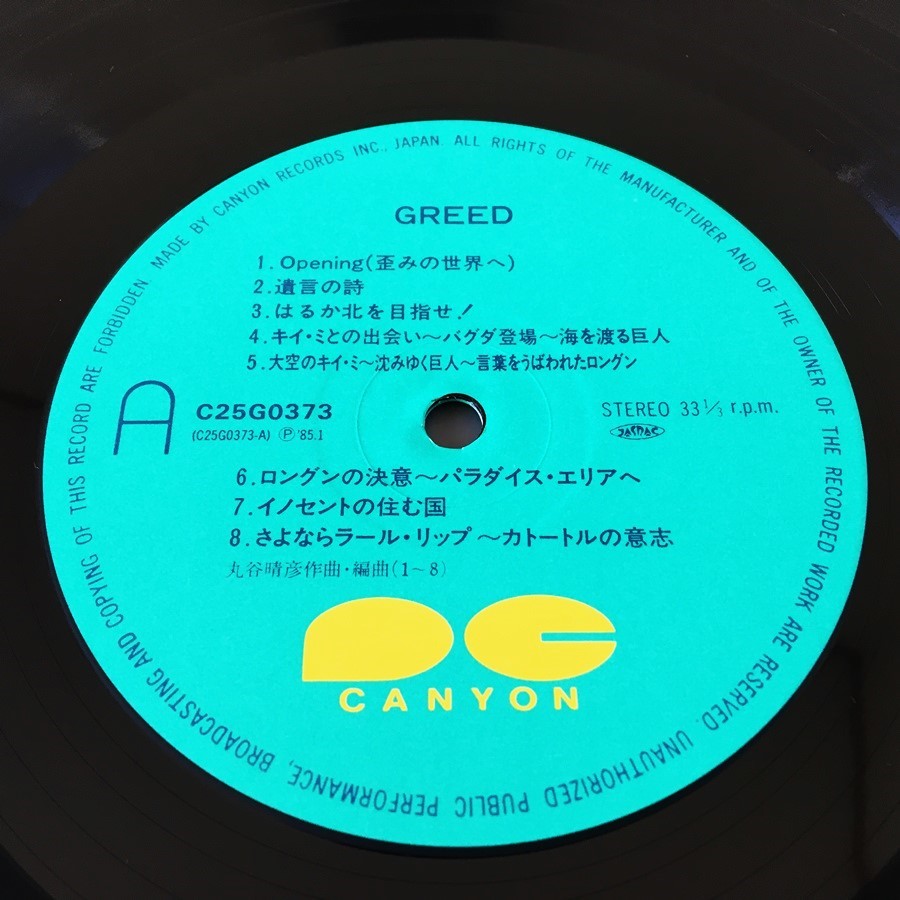 GREED
1. Opening(歪みの世界へ)
2. 遺言の詩
3. はるか北を目指せ!
4. キイ・ミとの出会い〜バグダ登場〜海を渡る巨人
5. 大空のキイ・ミ〜沈みゆく巨人〜言葉をうばわれたロングン
A
C25G0373
(C25G0373-A) Ⓟ '85.1
STEREO 33 1/3 r.p.m.
JASRAC
6. ロングンの決意〜パラダイス・エリアへ
7. イノセントの住む国
8. さよならラール・リップ 〜カトートルの意志
丸谷晴彦作曲・編曲(1〜8)
CANYON
MADE BY CANYON RECORDS INC., JAPAN. ALL RIGHTS OF THE MANUFACTURER AND OF THE OWNER OF THE RECORDED WORK ARE RESERVED. UNAUTHORIZED PUBLIC PERFORMANCE, BROADCASTING AND COPYING OF THIS RECORD ARE FORBIDDEN